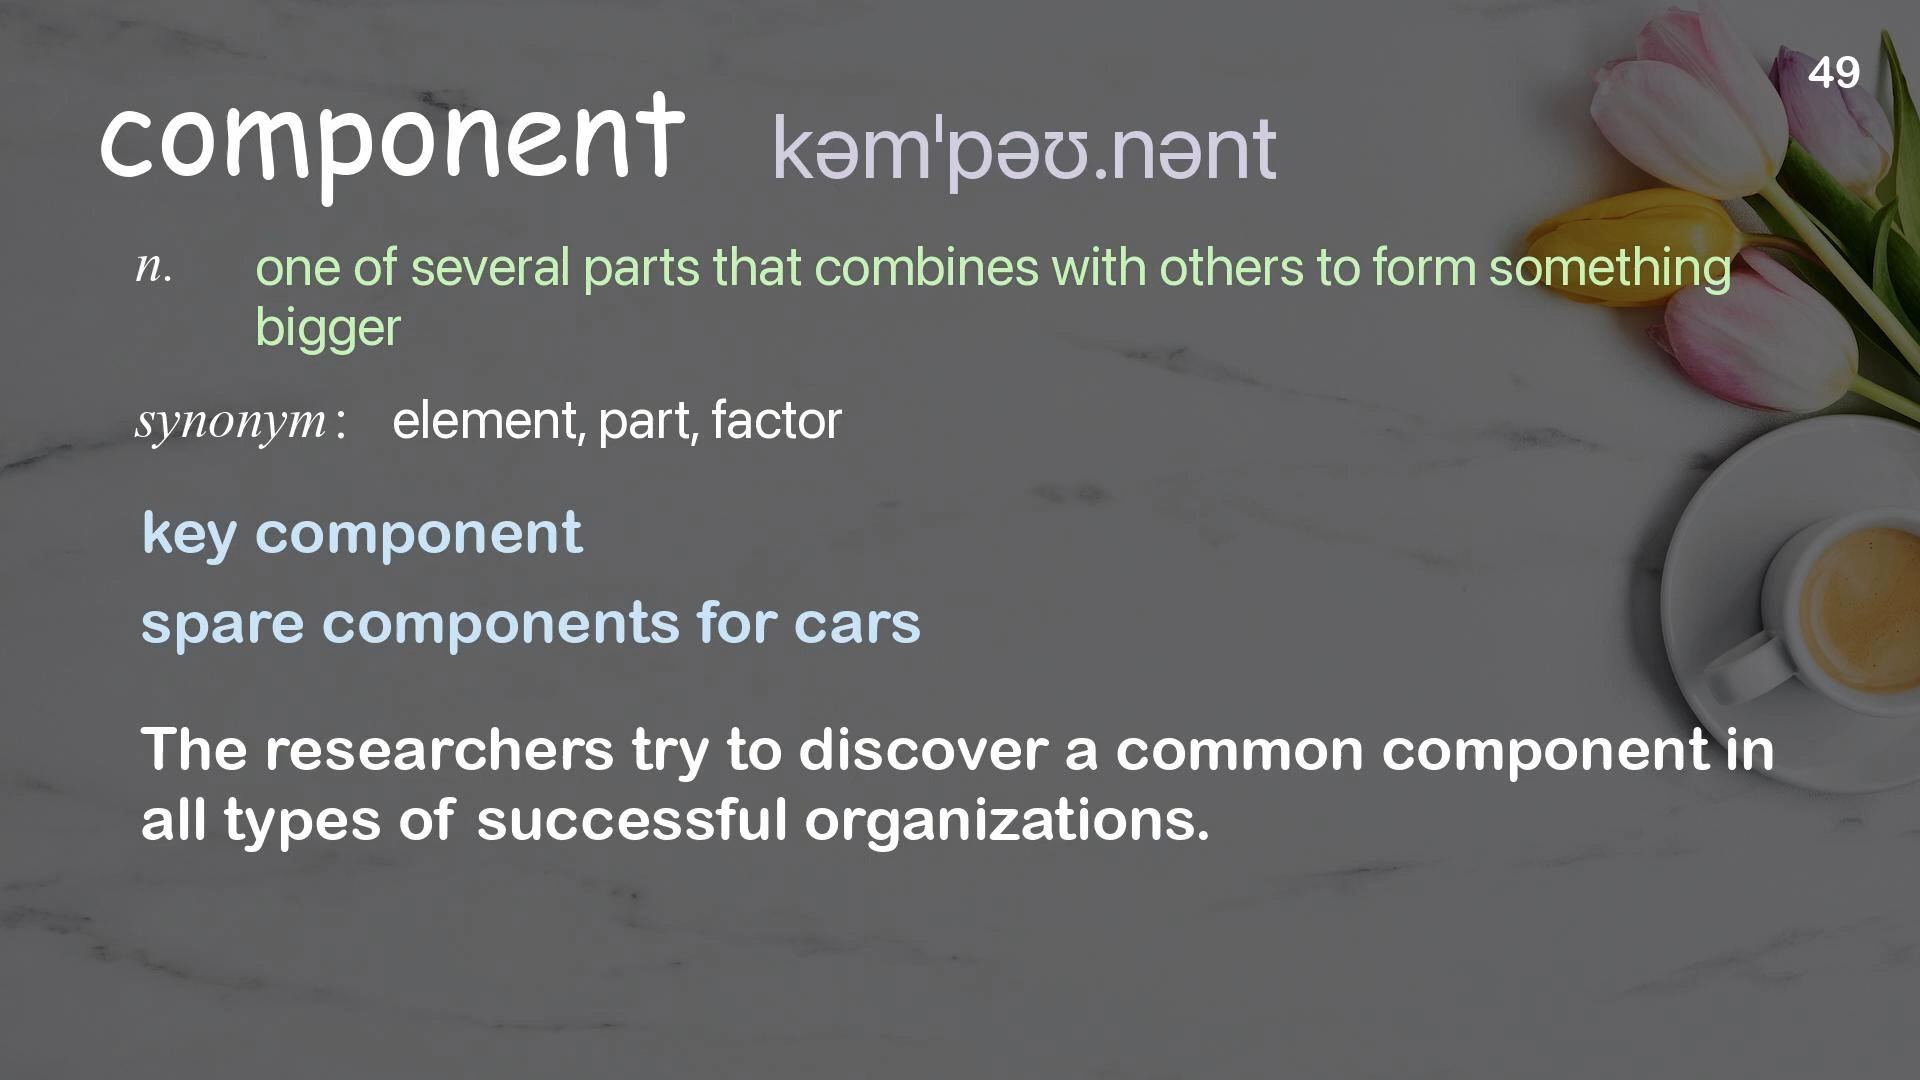 49
component kəmˈpəʊ.nənt
n. one of several parts that combines with others to form something
bigger
synonym: element, part, factor
key component
spare components for cars
The researchers try to discover a common component in
all types of successful organizations.